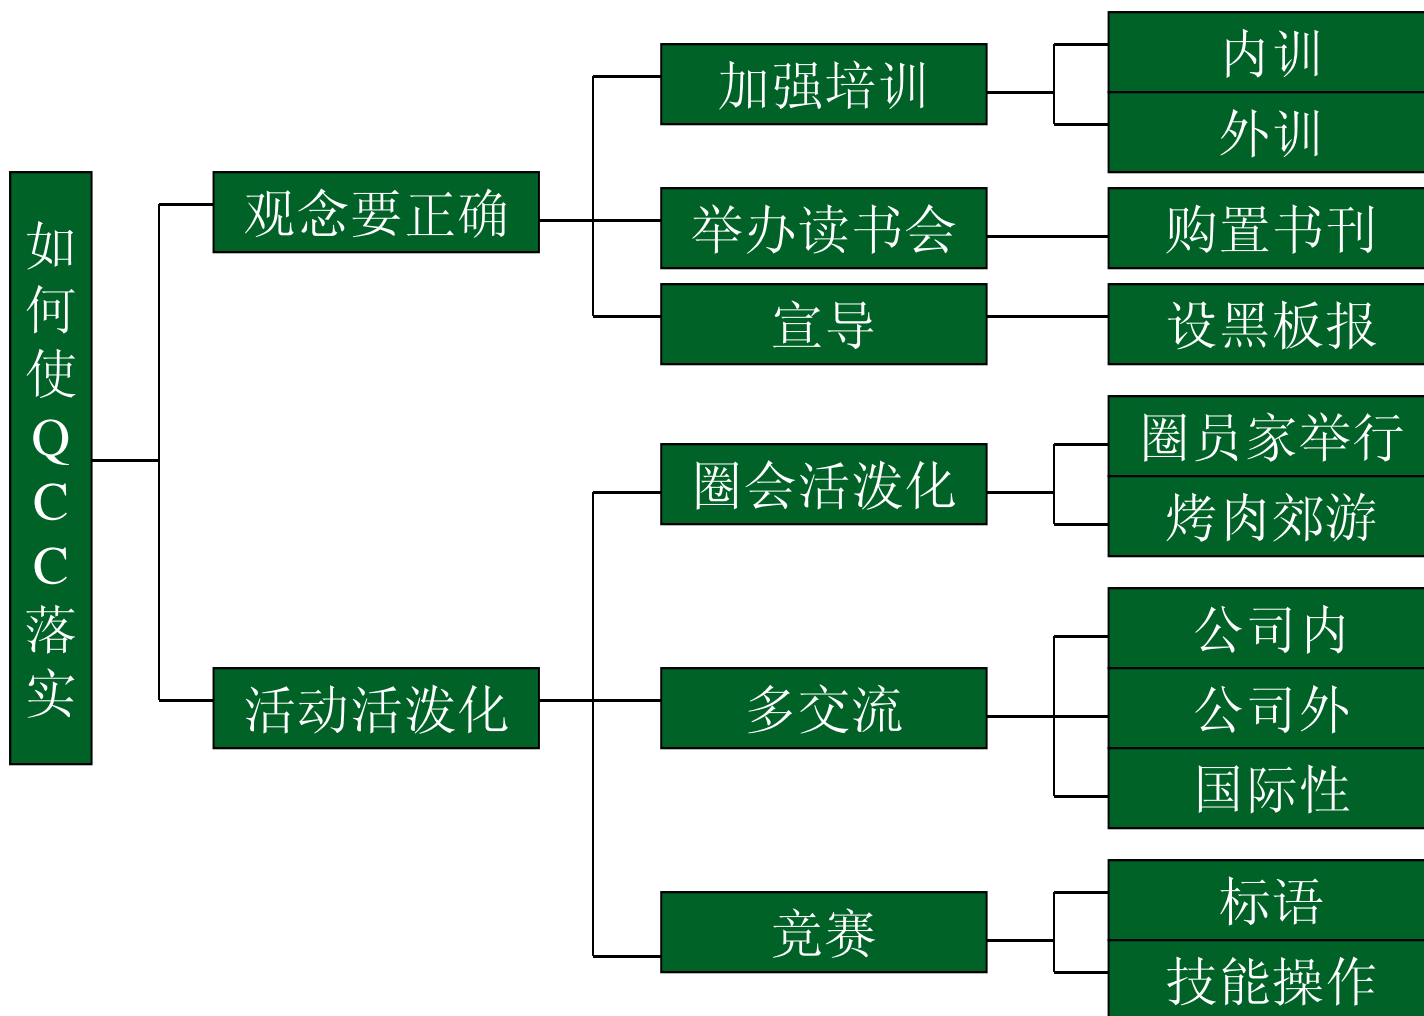 如何使QCC落实
观念要正确
加强培训
内训
外训
举办读书会
购置书刊
宣导
设黑板报
活动活泼化
圈会活泼化
圈员家举行
烤肉郊游
多交流
公司内
公司外
国际性
竞赛
标语
技能操作